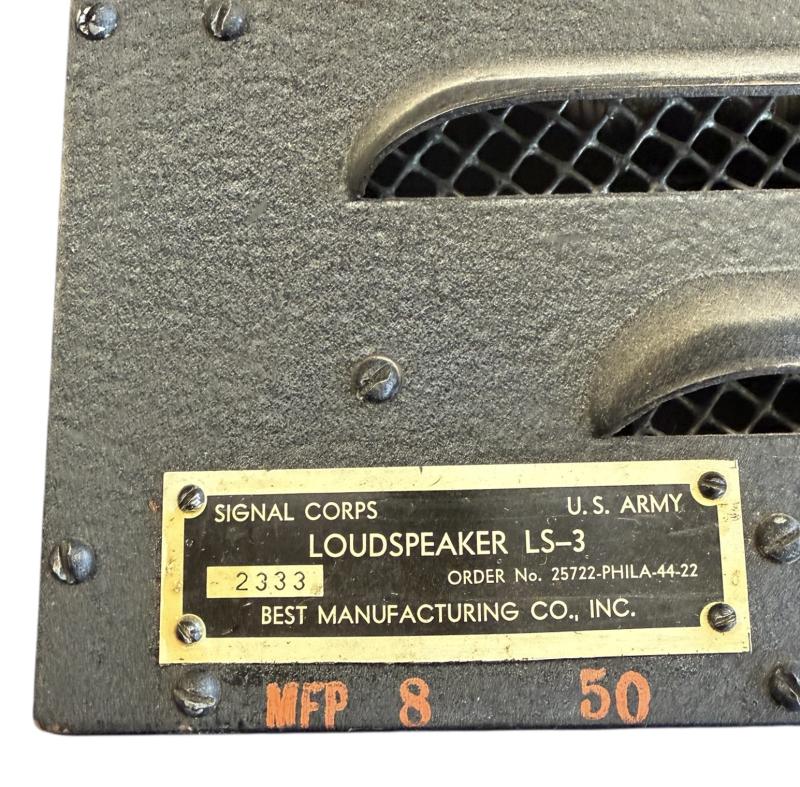 SIGNAL CORPS U.S. ARMY
LOUDSPEAKER LS-3
2333 ORDER No. 25722-PHILA-44-22
BEST MANUFACTURING CO., INC.
MFP 8 50